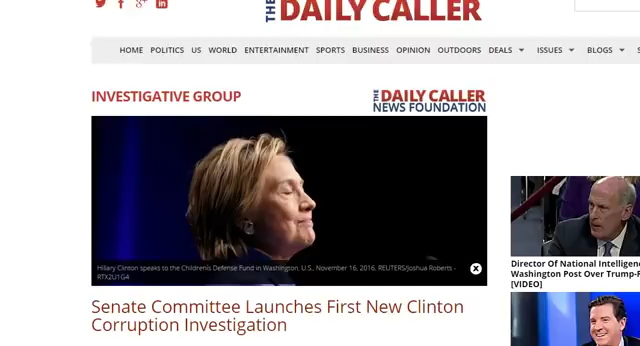 THE DAILY CALLER
HOME POLITICS US WORLD ENTERTAINMENT SPORTS BUSINESS OPINION OUTDOORS DEALS ISSUES BLOGS
INVESTIGATIVE GROUP
THE DAILY CALLER
NEWS FOUNDATION
Hillary Clinton speaks to the Children's Defense Fund in Washington, U.S., November 16, 2016. REUTERS/Joshua Roberts -
RTX2U1G4
Director Of National Intelligenc
Washington Post Over Trump-R
[VIDEO]
Senate Committee Launches First New Clinton
Corruption Investigation